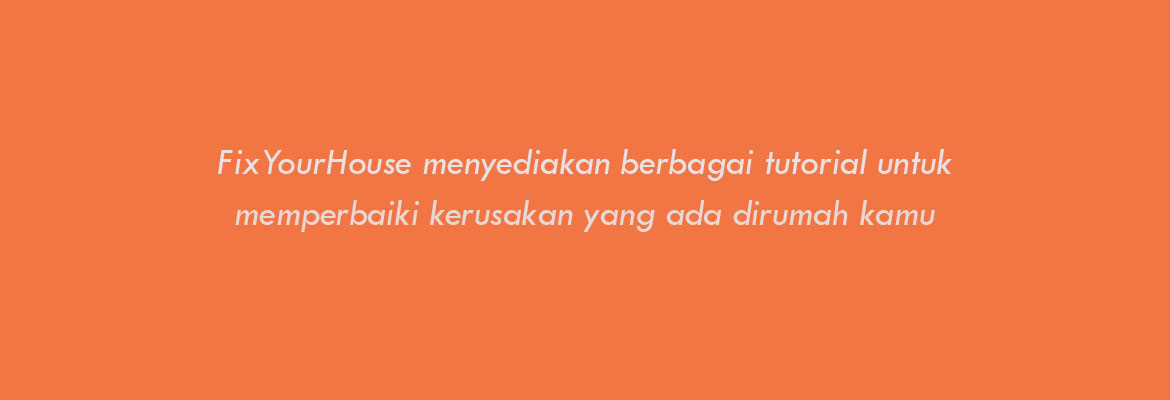 FixYourHouse menyediakan berbagai tutorial untuk
memperbaiki kerusakan yang ada dirumah kamu